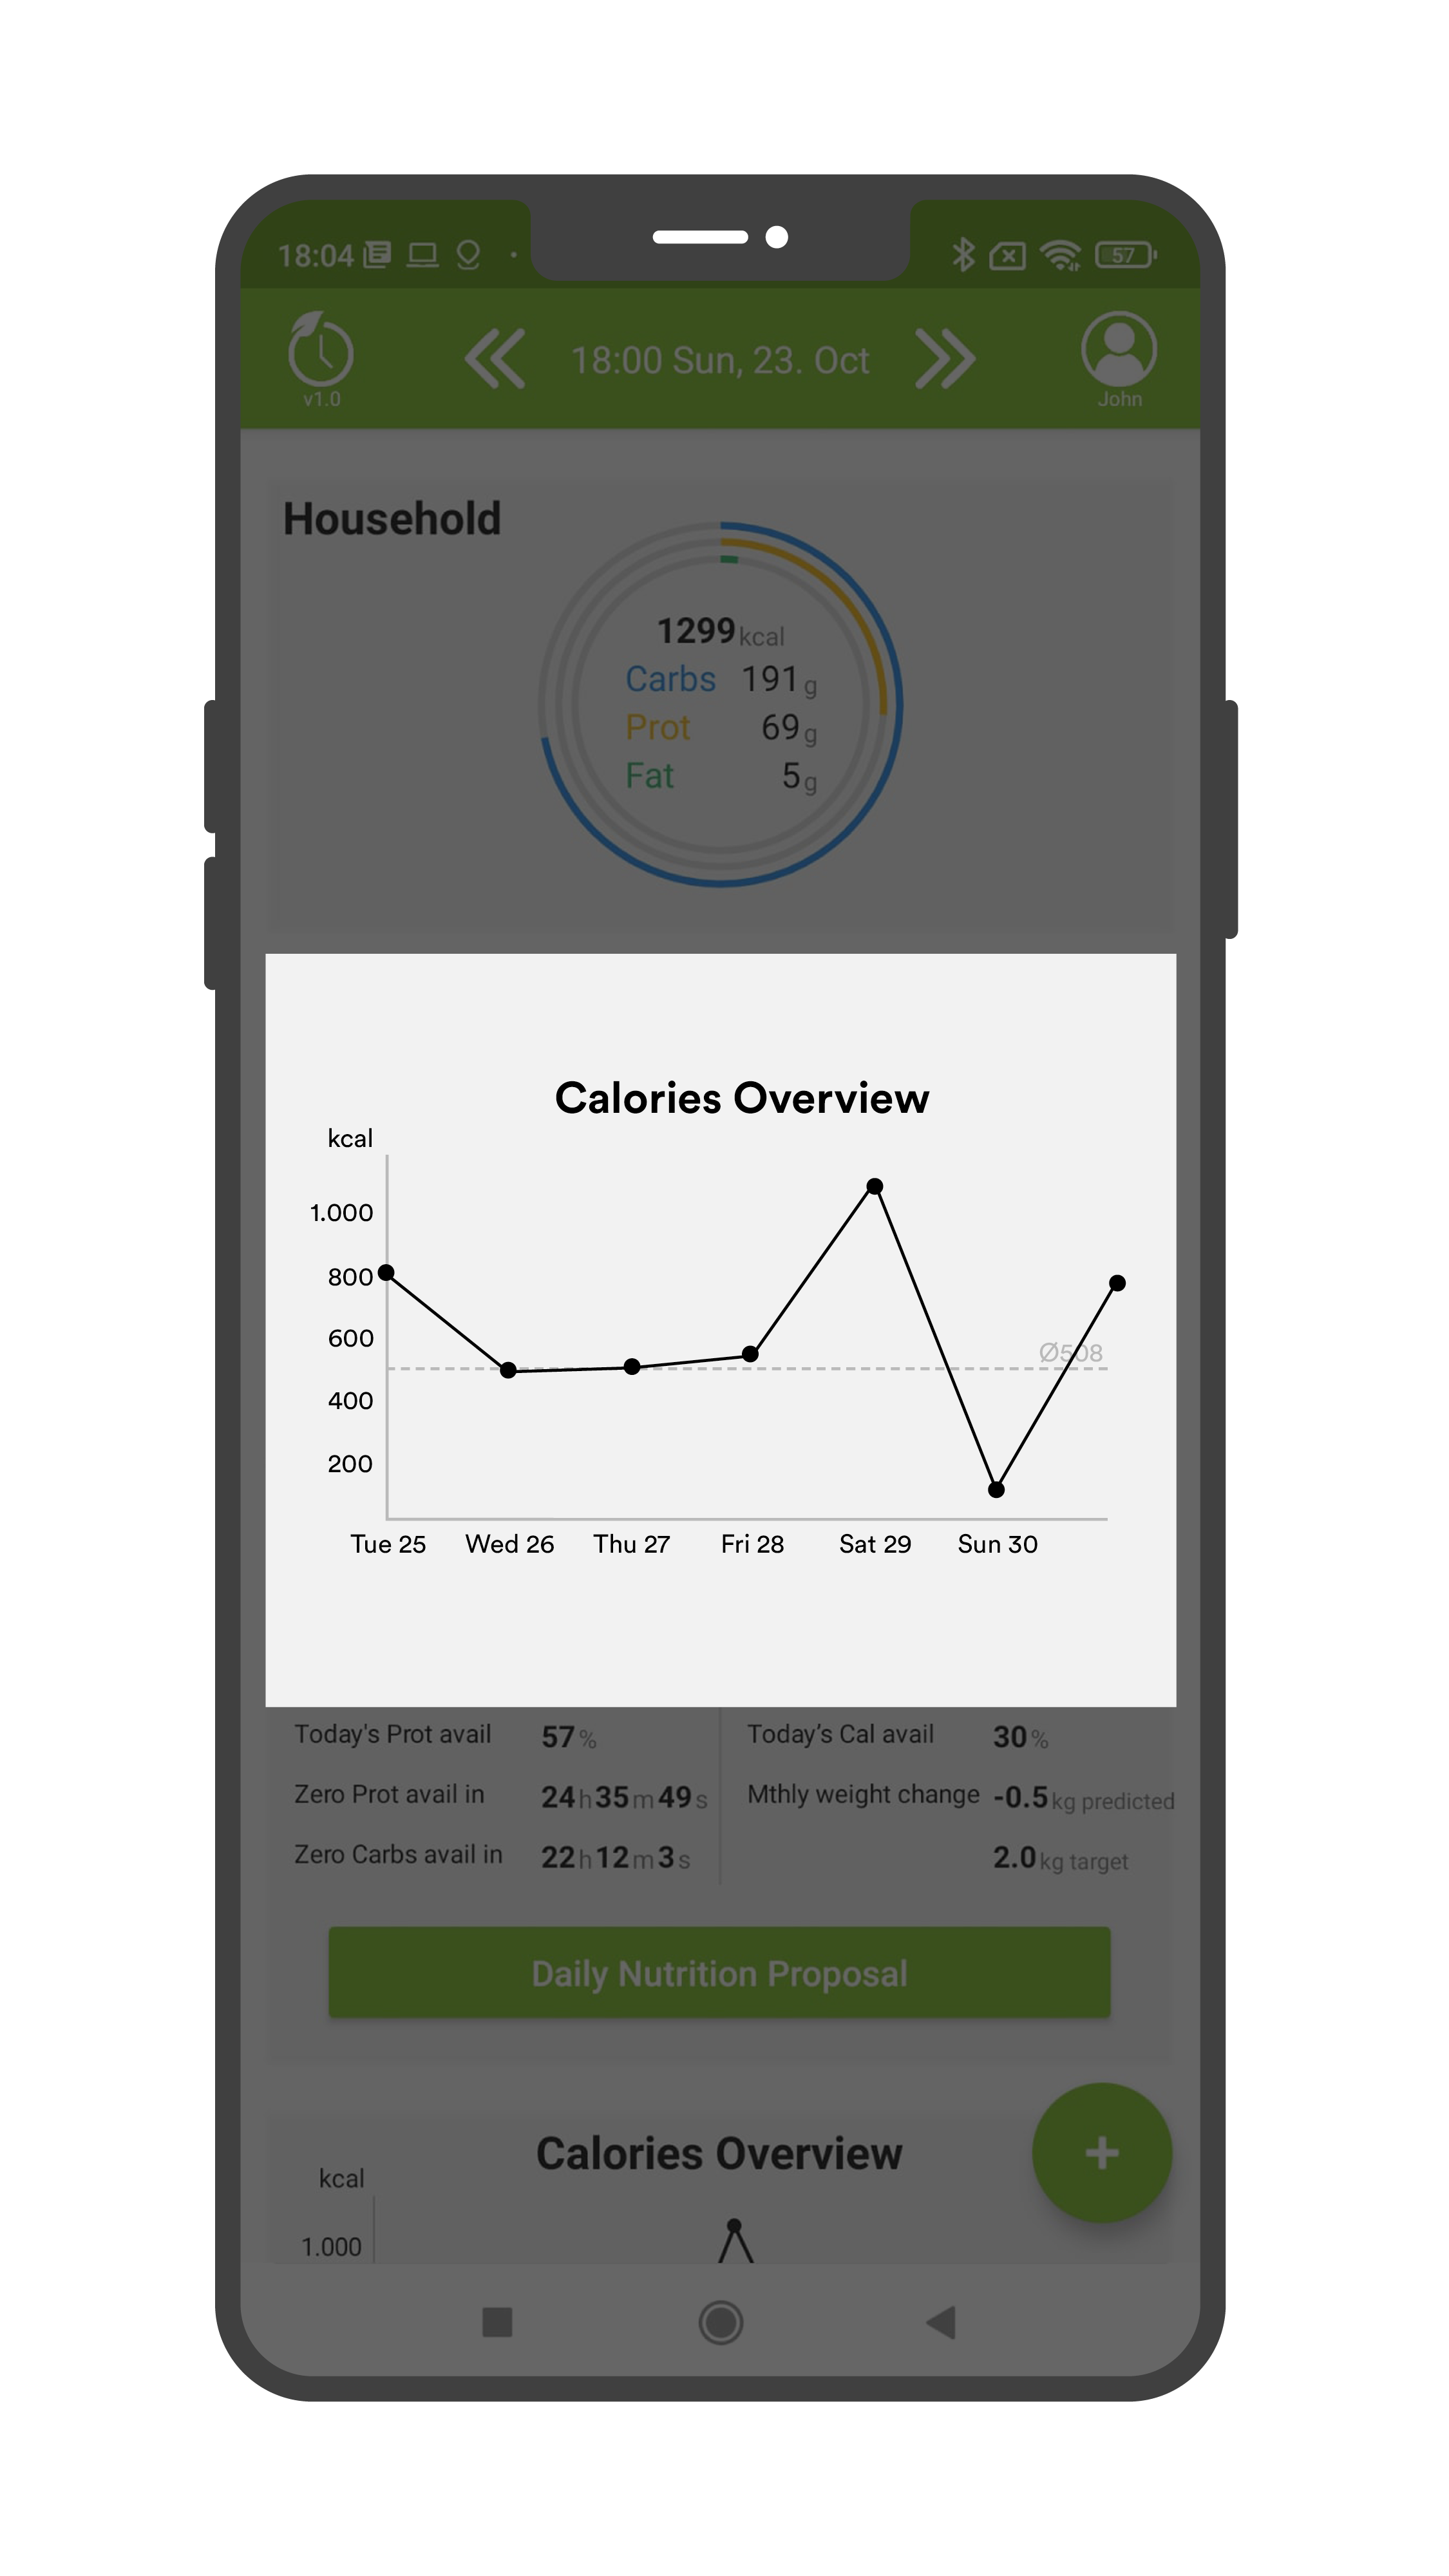 18:04 57
18:00 Sun, 23. Oct
v1.0 John
Household
1299 kcal
Carbs 191 g
Prot 69 g
Fat 5 g
Calories Overview
kcal
1.000
800
600
Ø508
400
200
Tue 25 Wed 26 Thu 27 Fri 28 Sat 29 Sun 30
Today's Prot avail 57 % Today’s Cal avail 30 %
Zero Prot avail in 24 h 35 m 49 s Mthly weight change -0.5 kg predicted
Zero Carbs avail in 22 h 12 m 3 s 2.0 kg target
Daily Nutrition Proposal
Calories Overview
kcal
1.000